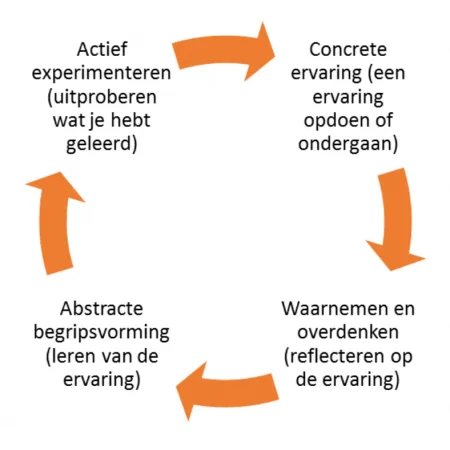 Actief
experimenteren
(uitproberen
wat je hebt
geleerd)
Concrete
ervaring (een
ervaring
opdoen of
ondergaan)
Waarnemen en
overdenken
(reflecteren op
de ervaring)
Abstracte
begripsvorming
(leren van de
ervaring)